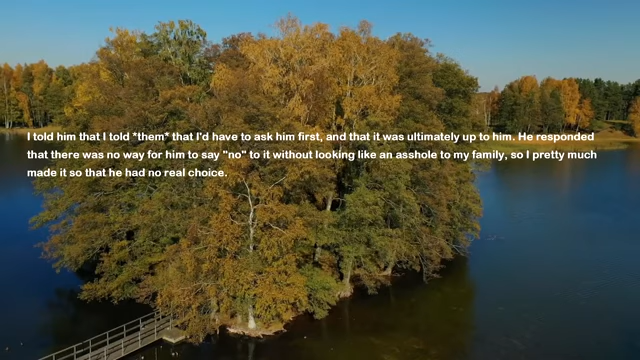 I told him that I told *them* that I'd have to ask him first, and that it was ultimately up to him. He responded
that there was no way for him to say "no" to it without looking like an asshole to my family, so I pretty much
made it so that he had no real choice.